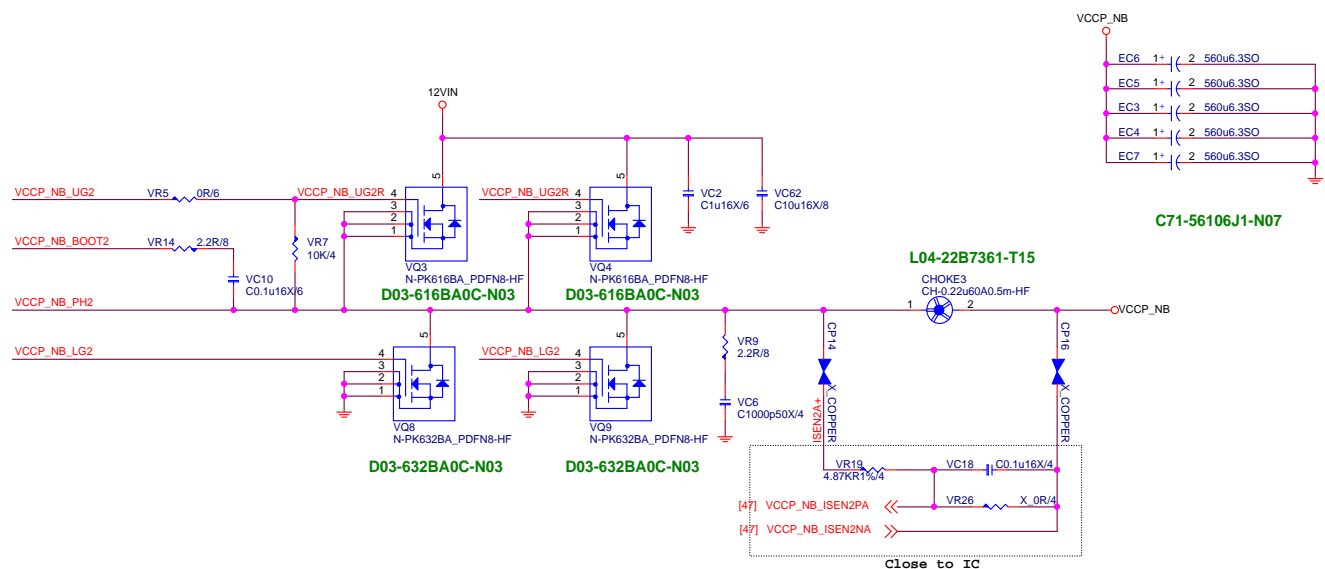 VCCP_NB
EC6 1+ 2 560u6.3SO
EC5 1+ 2 560u6.3SO
EC3 1+ 2 560u6.3SO
EC4 1+ 2 560u6.3SO
EC7 1+ 2 560u6.3SO
C71-56106J1-N07
12VIN
VCCP_NB_UG2 VR5 0R/6 VCCP_NB_UG2R 4 5 VCCP_NB_UG2R 4 5
3 3
2 2
1 1
VC2
C1u16X/6
VC62
C10u16X/8
VCCP_NB_BOOT2 VR14 2.2R/8
VR7
10K/4
VC10
C0.1u16X/6
VQ3
N-PK616BA_PDFN8-HF
D03-616BA0C-N03
VQ4
N-PK616BA_PDFN8-HF
D03-616BA0C-N03
L04-22B7361-T15
CHOKE3
CH-0.22u60A0.5m-HF
VCCP_NB_PH2 1 2 VCCP_NB
VCCP_NB_LG2 4 5 VCCP_NB_LG2 4 5
3 3
2 2
1 1
VQ8
N-PK632BA_PDFN8-HF
D03-632BA0C-N03
VQ9
N-PK632BA_PDFN8-HF
D03-632BA0C-N03
VR9
2.2R/8
VC6
C1000p50X/4
CP14
X_COPPER
ISEN2A+
CP16
X_COPPER
VR19
4.87KR1%/4
VC18 C0.1u16X/4
[47] VCCP_NB_ISEN2PA VR26 X_0R/4
[47] VCCP_NB_ISEN2NA
Close to IC